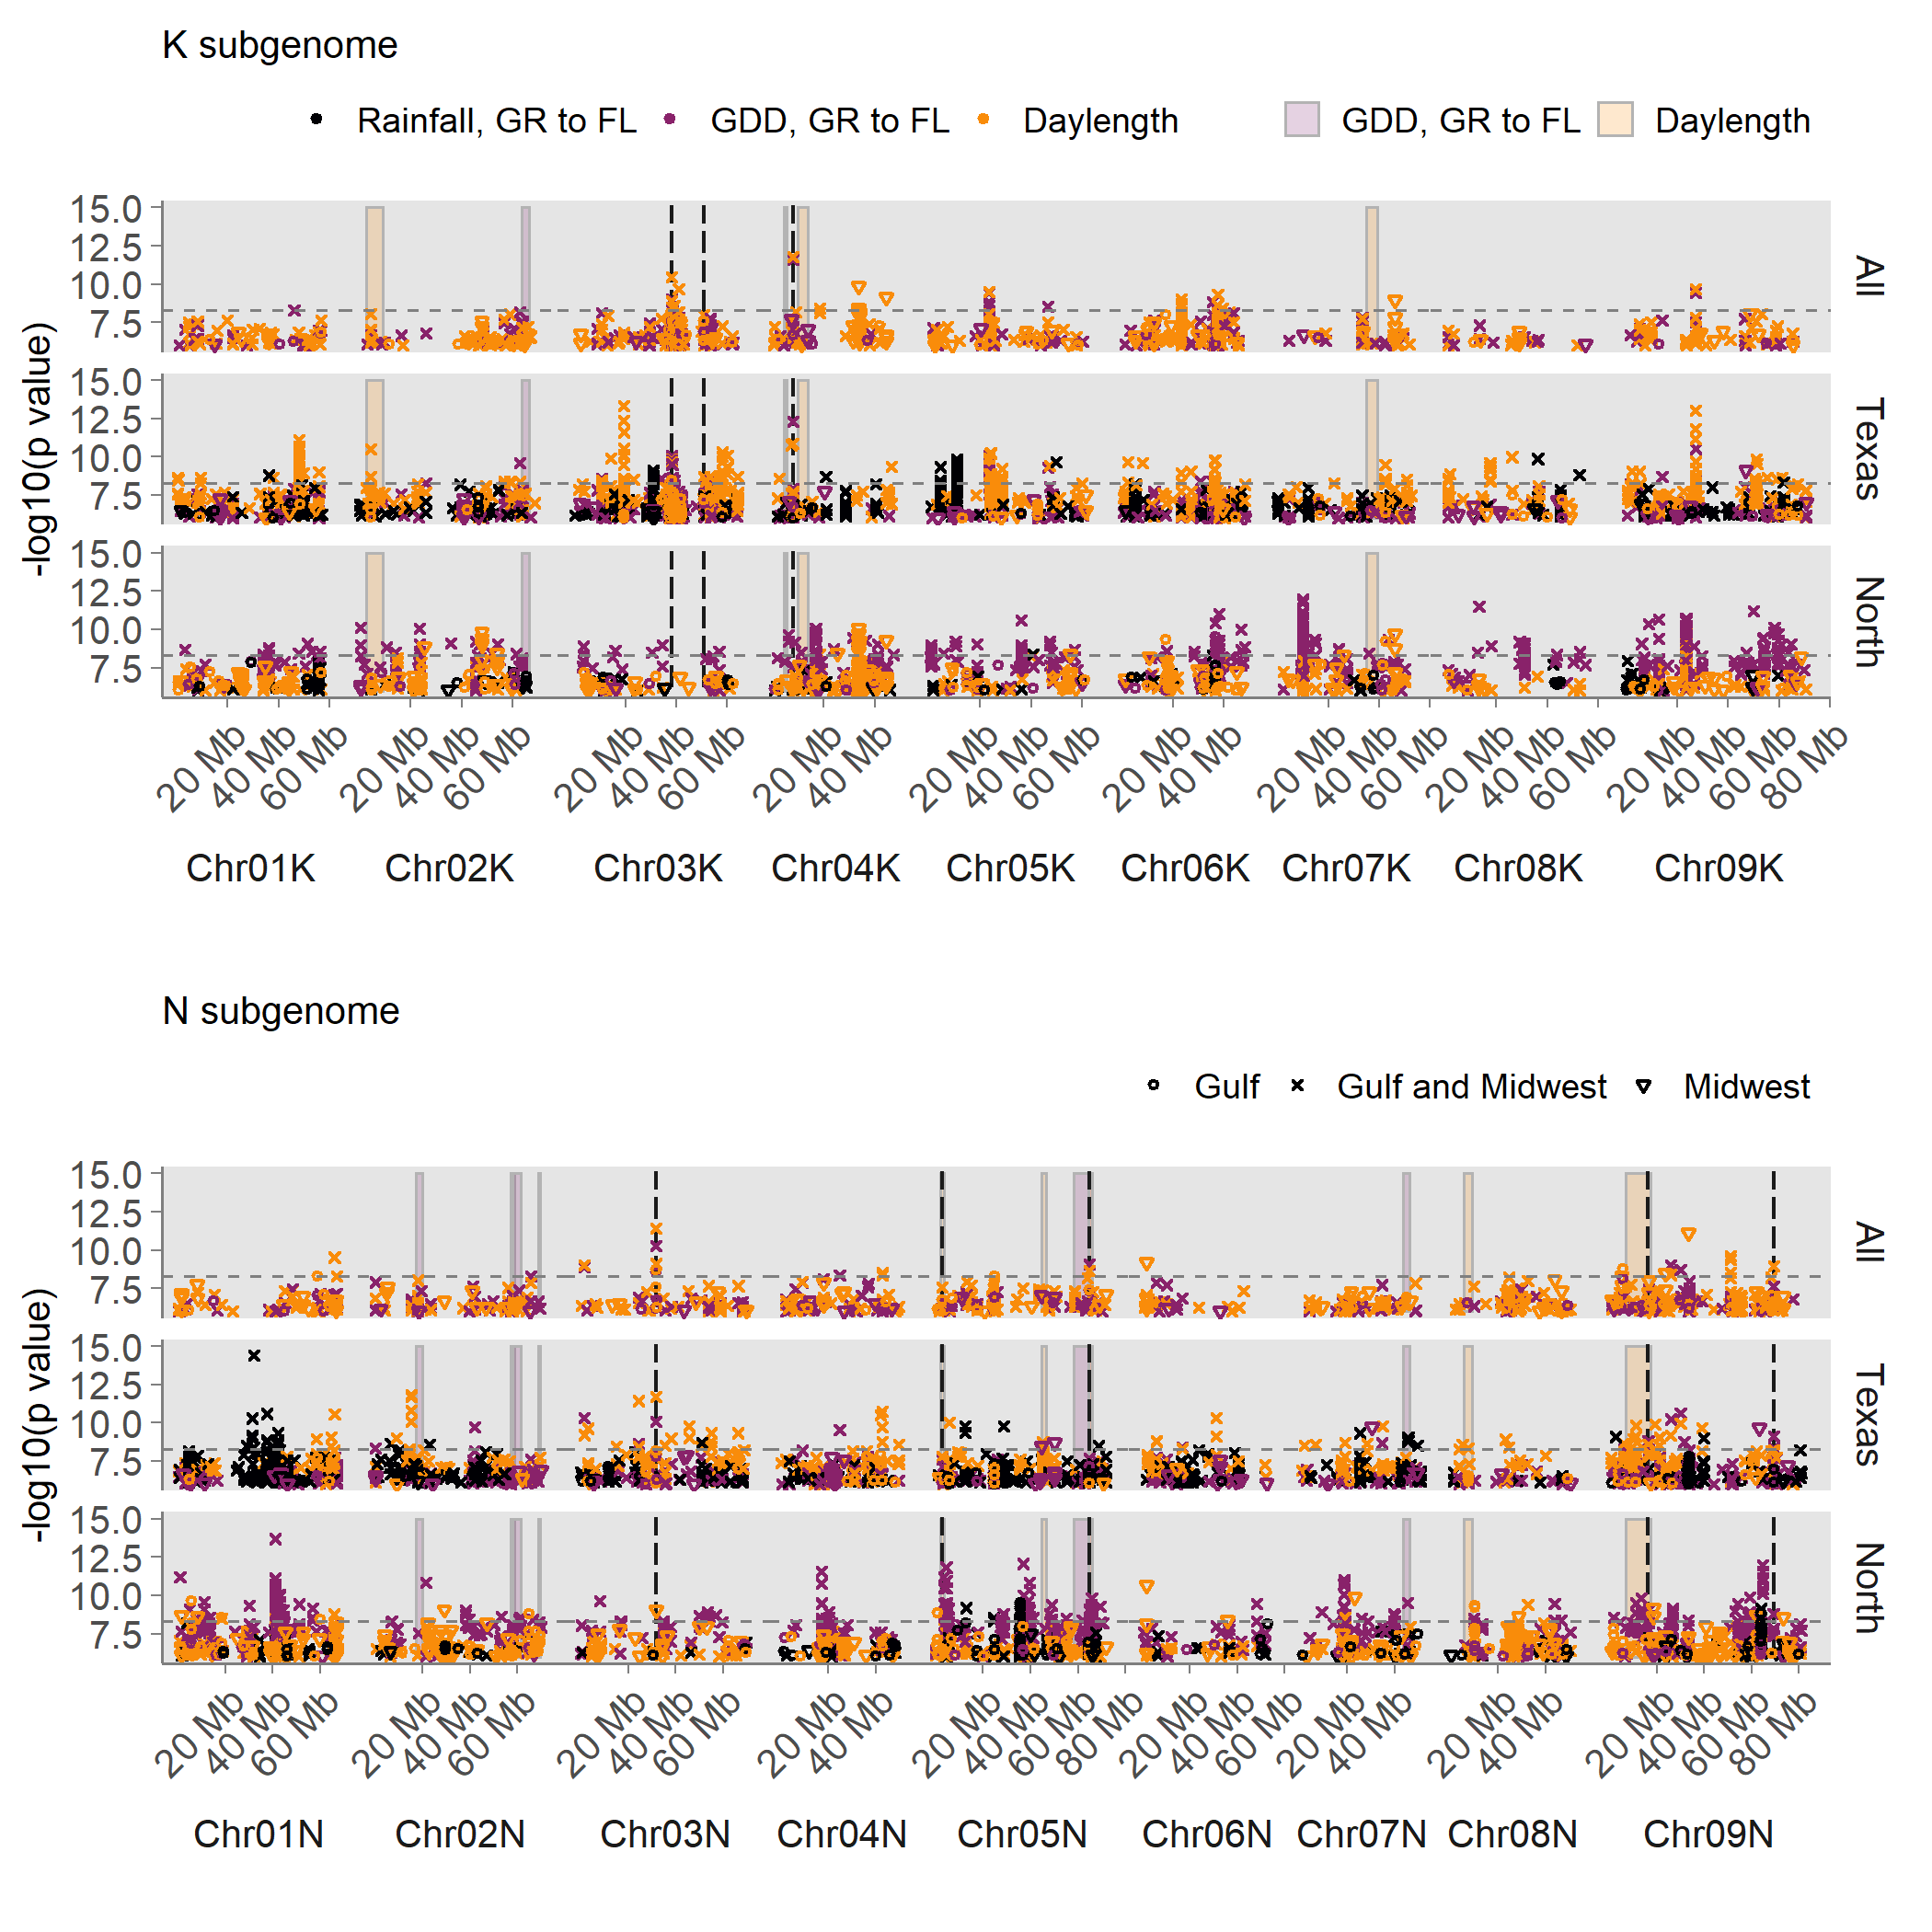 K subgenome
Rainfall, GR to FL GDD, GR to FL Daylength GDD, GR to FL Daylength
15.0
12.5
10.0
7.5
All
15.0
12.5
10.0
7.5
Texas
15.0
12.5
10.0
7.5
North
-log10(p value)
20 Mb 40 Mb 60 Mb 20 Mb 40 Mb 60 Mb 20 Mb 40 Mb 60 Mb 20 Mb 40 Mb 20 Mb 40 Mb 60 Mb 20 Mb 40 Mb 20 Mb 40 Mb 60 Mb 20 Mb 40 Mb 60 Mb 20 Mb 40 Mb 60 Mb 80 Mb
Chr01K Chr02K Chr03K Chr04K Chr05K Chr06K Chr07K Chr08K Chr09K
N subgenome
Gulf Gulf and Midwest Midwest
15.0
12.5
10.0
7.5
All
15.0
12.5
10.0
7.5
Texas
15.0
12.5
10.0
7.5
North
-log10(p value)
20 Mb 40 Mb 60 Mb 20 Mb 40 Mb 60 Mb 20 Mb 40 Mb 60 Mb 20 Mb 40 Mb 20 Mb 40 Mb 60 Mb 80 Mb 20 Mb 40 Mb 60 Mb 20 Mb 40 Mb 20 Mb 40 Mb 20 Mb 40 Mb 60 Mb 80 Mb
Chr01N Chr02N Chr03N Chr04N Chr05N Chr06N Chr07N Chr08N Chr09N